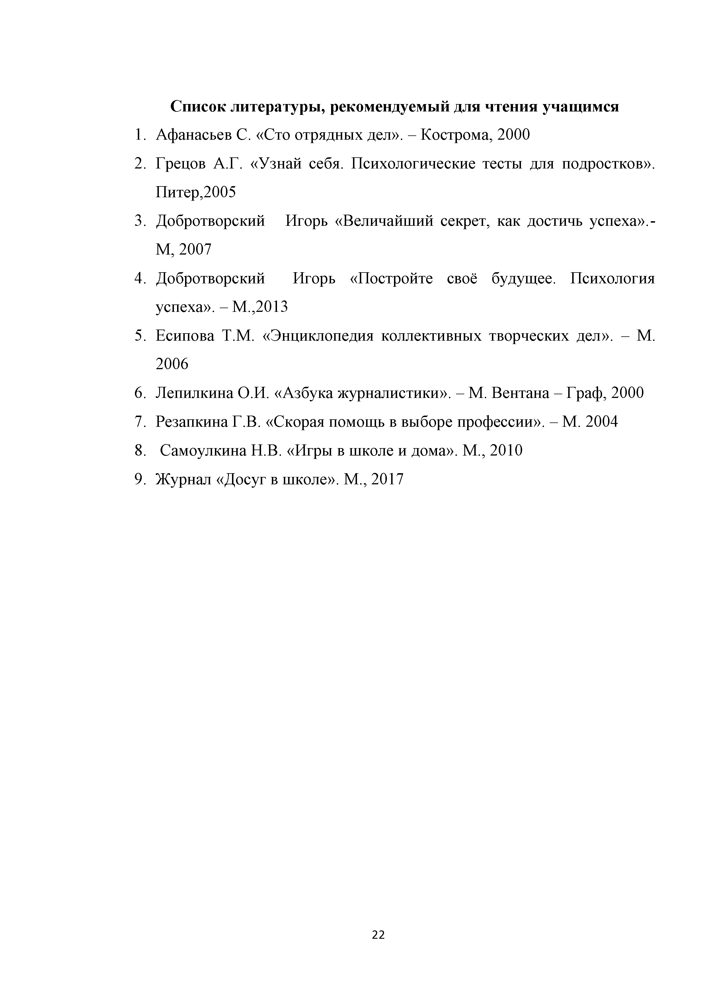 Список литературы, рекомендуемый для чтения учащимся
1. Афанасьев С. «Сто отрядных дел». – Кострома, 2000
2. Грецов А.Г. «Узнай себя. Психологические тесты для подростков».
Питер,2005
3. Добротворский Игорь «Величайший секрет, как достичь успеха».-
М, 2007
4. Добротворский Игорь «Постройте своё будущее. Психология
успеха». – М.,2013
5. Есипова Т.М. «Энциклопедия коллективных творческих дел». – М.
2006
6. Лепилкина О.И. «Азбука журналистики». – М. Вентана – Граф, 2000
7. Резапкина Г.В. «Скорая помощь в выборе профессии». – М. 2004
8. Самоулкина Н.В. «Игры в школе и дома». М., 2010
9. Журнал «Досуг в школе». М., 2017
22